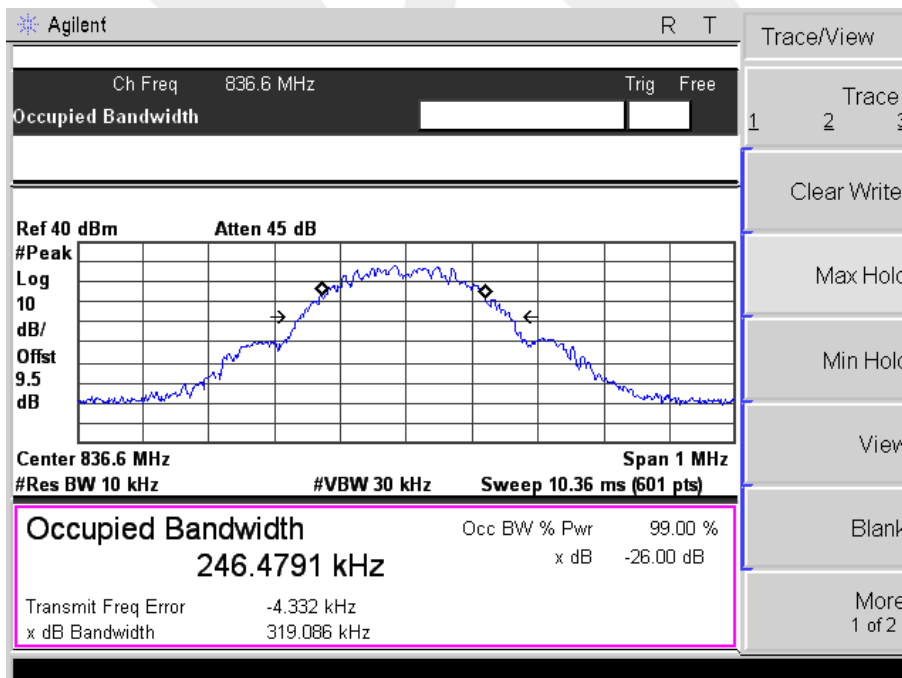 Agilent R T
Trace/View
Ch Freq 836.6 MHz Trig Free
Occupied Bandwidth
Trace
1 2 3
Clear Write
Max Hold
Min Hold
View
Blank
More
1 of 2
Ref 40 dBm Atten 45 dB
#Peak
Log
10
dB/
Offst
9.5
dB
Center 836.6 MHz Span 1 MHz
#Res BW 10 kHz #VBW 30 kHz Sweep 10.36 ms (601 pts)
Occupied Bandwidth Occ BW % Pwr 99.00 %
246.4791 kHz x dB -26.00 dB
Transmit Freq Error -4.332 kHz
x dB Bandwidth 319.086 kHz